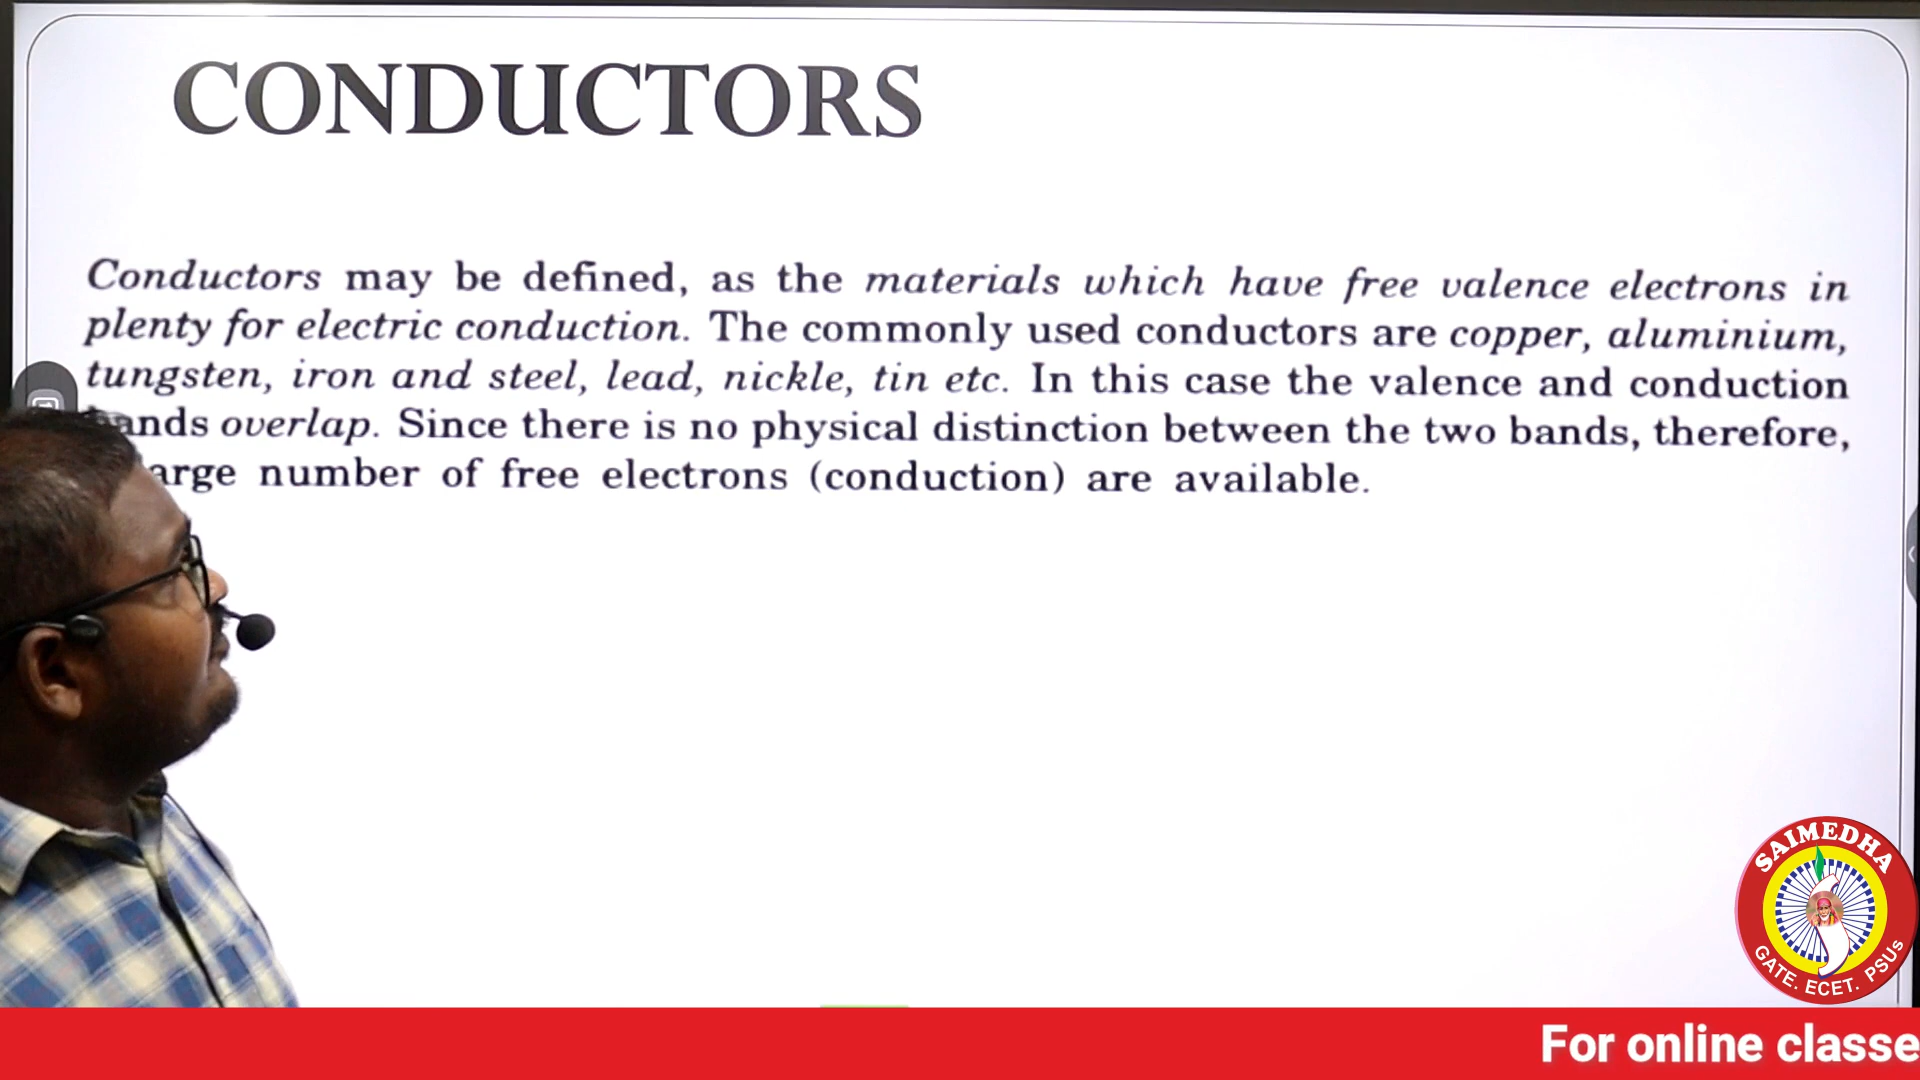 CONDUCTORS
Conductors may be defined, as the materials which have free valence electrons in
plenty for electric conduction. The commonly used conductors are copper, aluminium,
tungsten, iron and steel, lead, nickle, tin etc. In this case the valence and conduction
overlap. Since there is no physical distinction between the two bands, therefore,
number of free electrons (conduction) are available.
SAIMEDHA
GATE. ECET. PSUs
For online classe